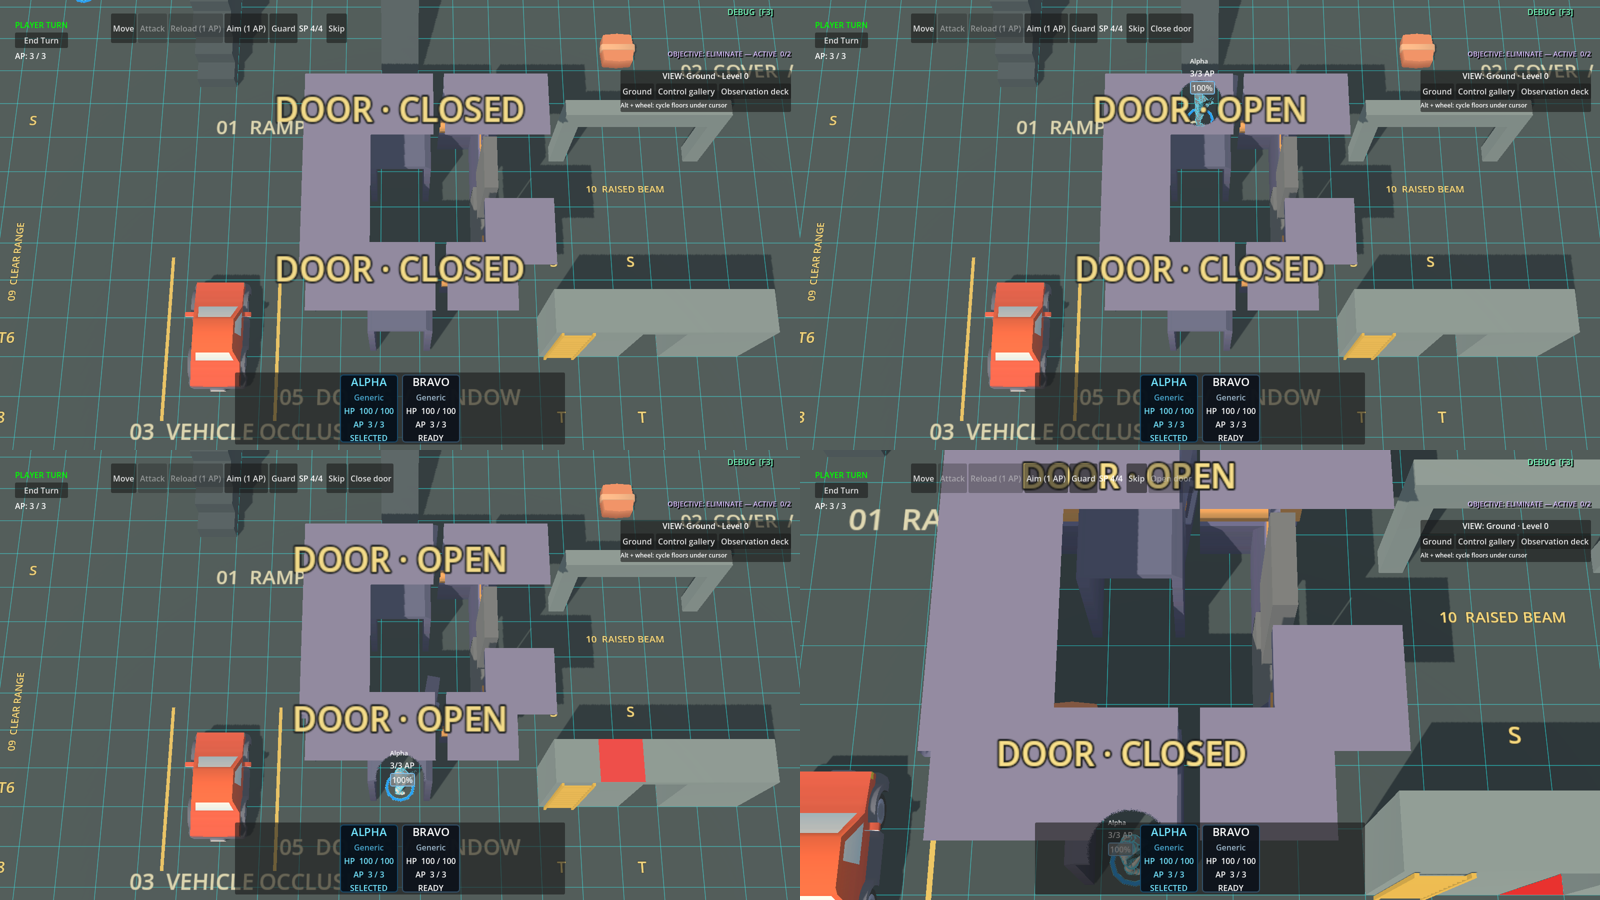 PLAYER TURN
End Turn
AP: 3 / 3
Move Attack Reload (1 AP) Aim (1 AP) Guard SP 4/4 Skip
DEBUG [F3]
OBJECTIVE: ELIMINATE — ACTIVE 0/2
VIEW: Ground · Level 0
Ground Control gallery Observation deck
Alt + wheel: cycle floors under cursor
DOOR · CLOSED
S
01 RAMP
10 RAISED BEAM
09 CLEAR RANGE
DOOR · CLOSED
S
T6
05
T
T
03 VEHICLE OCCLUS
ALPHA
Generic
HP 100 / 100
AP 3 / 3
SELECTED
BRAVO
Generic
HP 100 / 100
AP 3 / 3
READY
PLAYER TURN
End Turn
AP: 3 / 3
Move Attack Reload (1 AP) Aim (1 AP) Guard SP 4/4 Skip Close door
DEBUG [F3]
OBJECTIVE: ELIMINATE — ACTIVE 0/2
VIEW: Ground · Level 0
Ground Control gallery Observation deck
Alt + wheel: cycle floors under cursor
Alpha
3/3 AP
100%
DOOR · OPEN
S
01 RAMP
10 RAISED BEAM
09 CLEAR RANGE
DOOR · CLOSED
S
T6
05
T
T
03 VEHICLE OCCLUS
ALPHA
Generic
HP 100 / 100
AP 3 / 3
SELECTED
BRAVO
Generic
HP 100 / 100
AP 3 / 3
READY
PLAYER TURN
End Turn
AP: 3 / 3
Move Attack Reload (1 AP) Aim (1 AP) Guard SP 4/4 Skip Close door
DEBUG [F3]
OBJECTIVE: ELIMINATE — ACTIVE 0/2
VIEW: Ground · Level 0
Ground Control gallery Observation deck
Alt + wheel: cycle floors under cursor
DOOR · OPEN
S
01 RAMP
10 RAISED BEAM
09 CLEAR RANGE
DOOR · OPEN
S
Alpha
3/3 AP
100%
T6
05
T
T
03 VEHICLE OCCLUS
ALPHA
Generic
HP 100 / 100
AP 3 / 3
SELECTED
BRAVO
Generic
HP 100 / 100
AP 3 / 3
READY
PLAYER TURN
End Turn
AP: 3 / 3
Move Attack Reload (1 AP) Aim (1 AP) Guard SP 4/4 Skip
DEBUG [F3]
OBJECTIVE: ELIMINATE — ACTIVE 0/2
VIEW: Ground · Level 0
Ground Control gallery Observation deck
Alt + wheel: cycle floors under cursor
DOOR · OPEN
01 RA
10 RAISED BEAM
DOOR · CLOSED
S
Alpha
3/3 AP
100%
ALPHA
Generic
HP 100 / 100
AP 3 / 3
SELECTED
BRAVO
Generic
HP 100 / 100
AP 3 / 3
READY